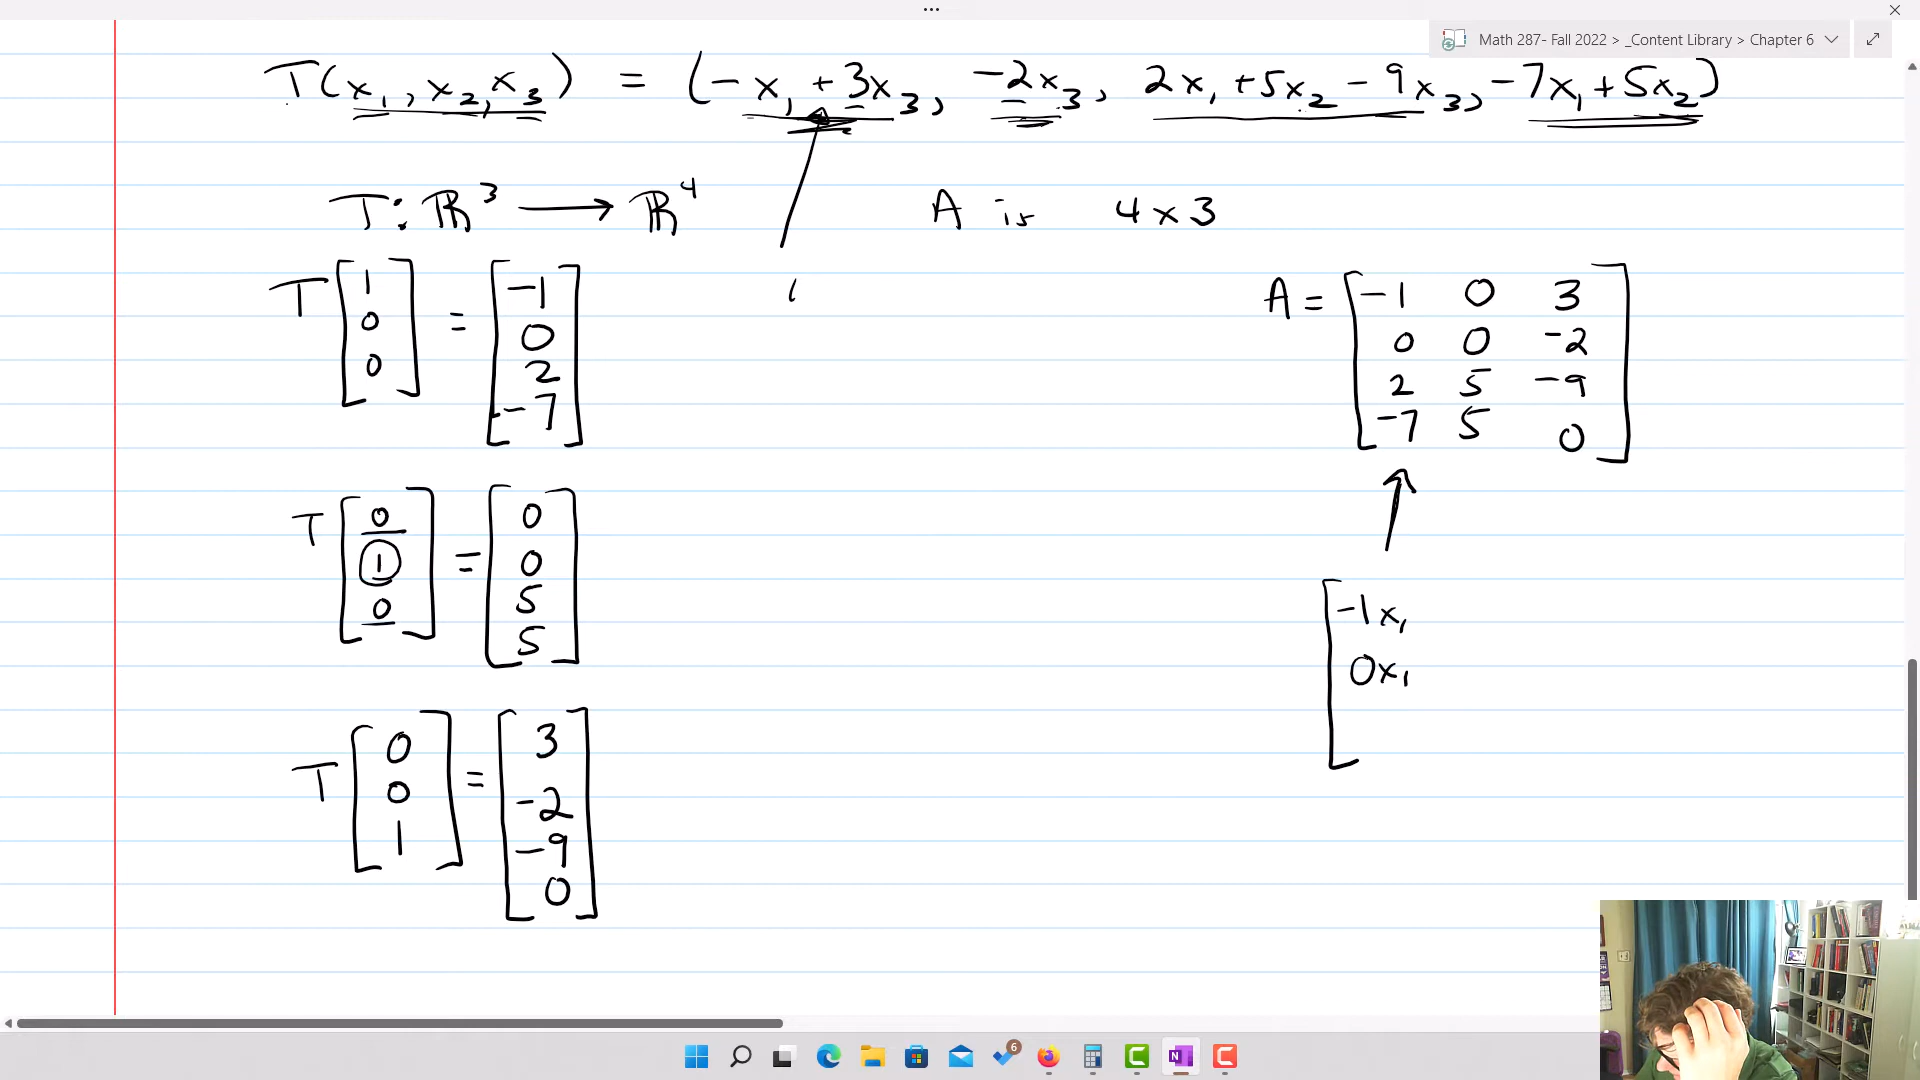 Math 287- Fall 2022 > _Content Library > Chapter 6
T(x₁, x₂, x₃) = (-x₁ + 3x₃, -2x₃, 2x₁ + 5x₂ - 9x₃, -7x₁ + 5x₂)
T: ℝ³ ⟶ ℝ⁴
A is 4 x 3
T [1 0 0] = [-1 0 2 -7]
A = [-1 0 3
0 0 -2
2 5 -9
-7 5 0]
T [0 1 0] = [0 0 5 5]
[-1x₁
0x₁
T [0 0 1] = [3 -2 -9 0]
6